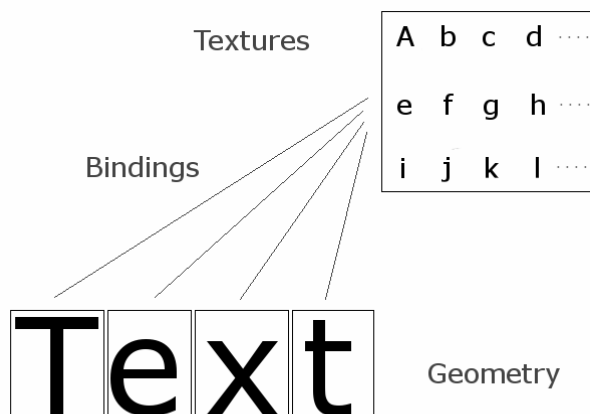 Textures
A b c d ....
e f g h ....
i j k l ....
Bindings
Text
Geometry